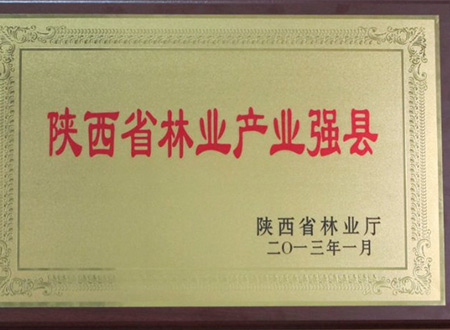 陕西省林业产业强县
陕西省林业厅
二〇一三年一月